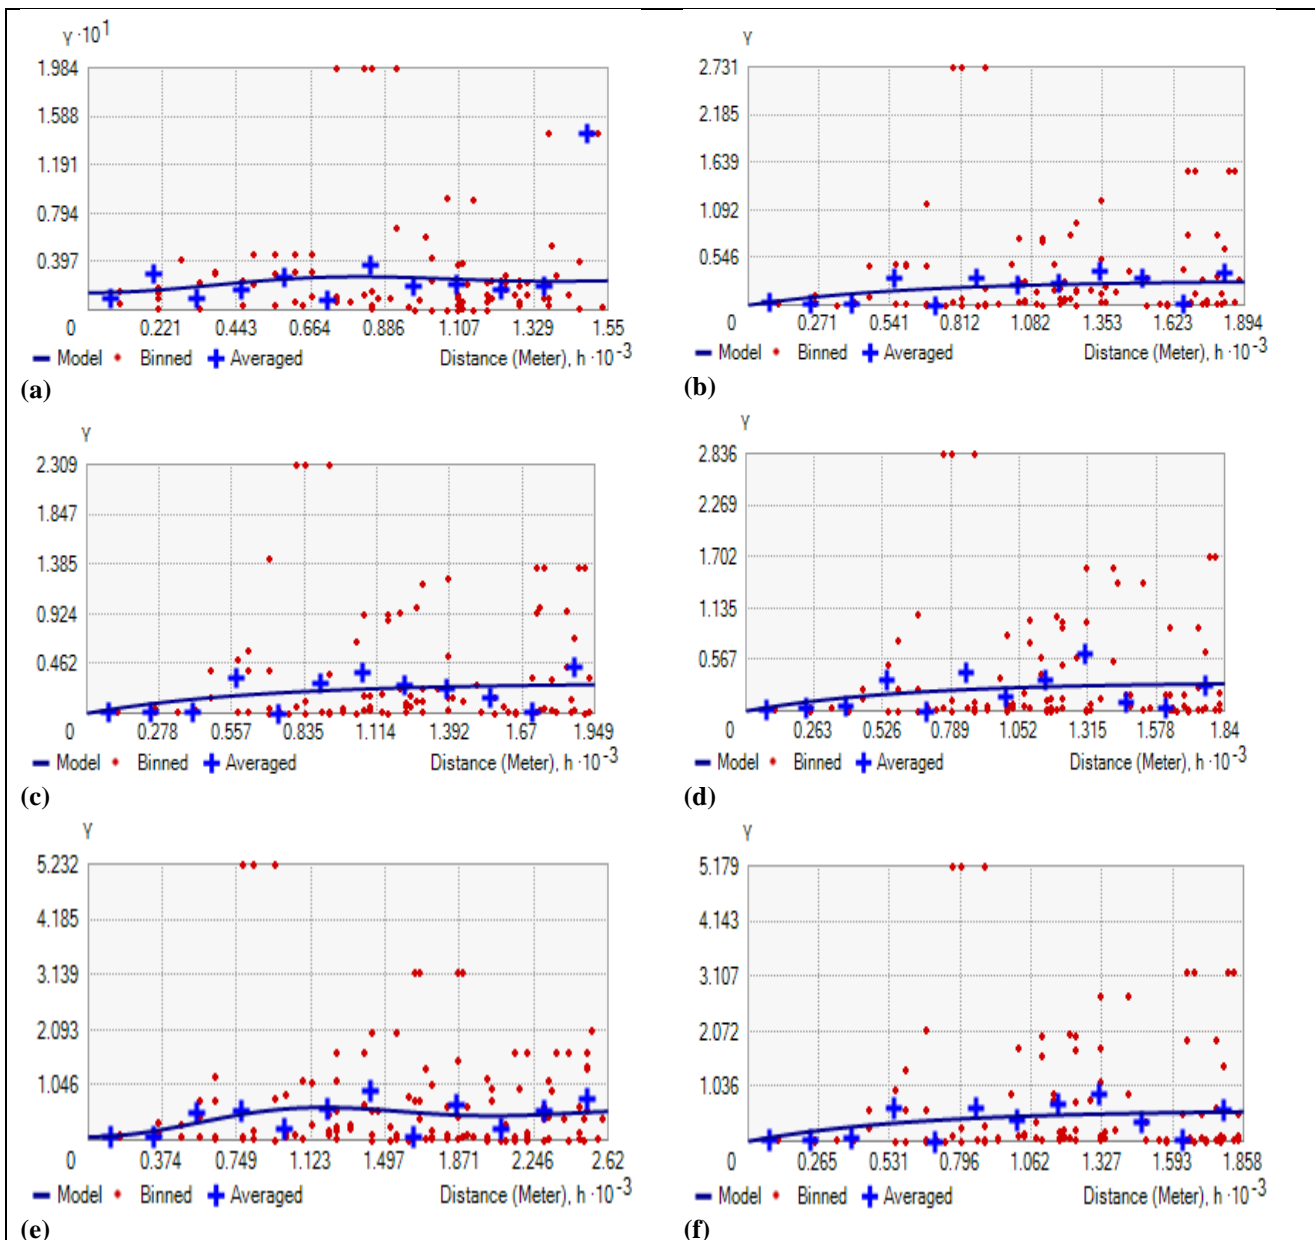 γ ·10¹
1.984
1.588
1.191
0.794
0.397
0 0.221 0.443 0.664 0.886 1.107 1.329 1.55
Model Binned Averaged Distance (Meter), h ·10⁻³
(a)
γ
2.731
2.185
1.639
1.092
0.546
0 0.271 0.541 0.812 1.082 1.353 1.623 1.894
Model Binned Averaged Distance (Meter), h ·10⁻³
(b)
γ
2.309
1.847
1.385
0.924
0.462
0 0.278 0.557 0.835 1.114 1.392 1.67 1.949
Model Binned Averaged Distance (Meter), h ·10⁻³
(c)
γ
2.836
2.269
1.702
1.135
0.567
0 0.263 0.526 0.789 1.052 1.315 1.578 1.84
Model Binned Averaged Distance (Meter), h ·10⁻³
(d)
γ
5.232
4.185
3.139
2.093
1.046
0 0.374 0.749 1.123 1.497 1.871 2.246 2.62
Model Binned Averaged Distance (Meter), h ·10⁻³
(e)
γ
5.179
4.143
3.107
2.072
1.036
0 0.265 0.531 0.796 1.062 1.327 1.593 1.858
Model Binned Averaged Distance (Meter), h ·10⁻³
(f)